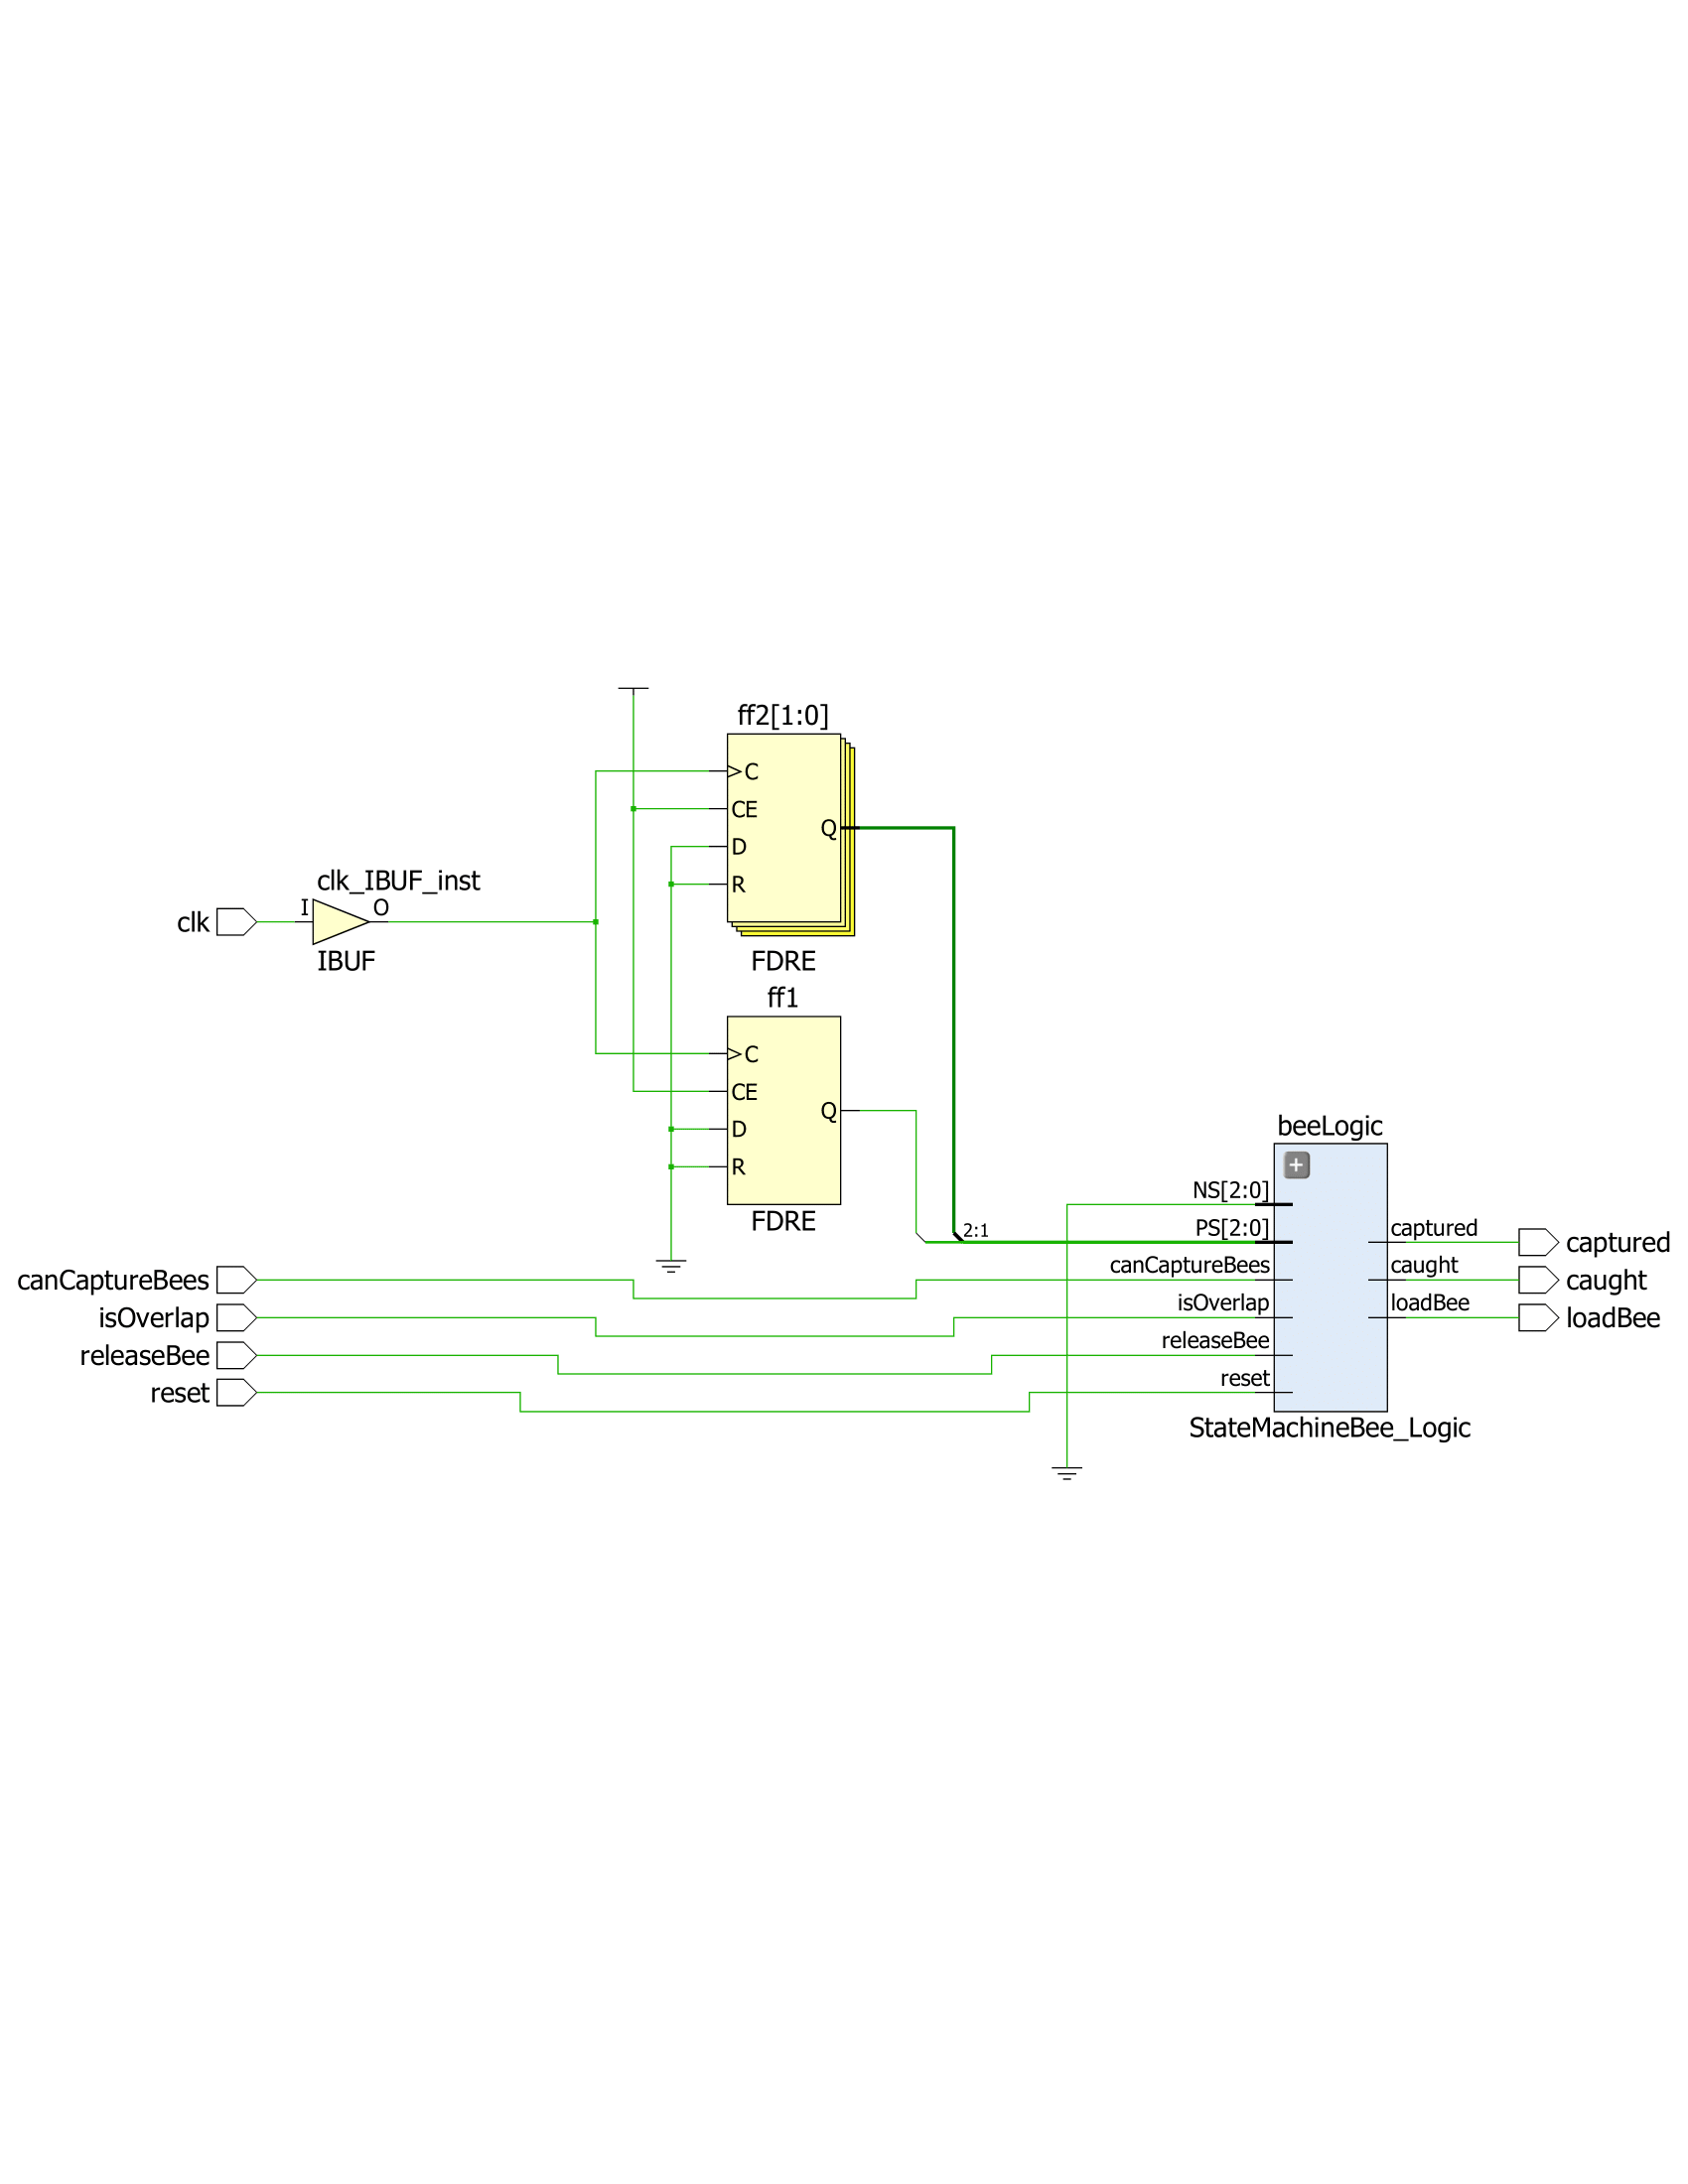 ff2[1:0]
C
CE
D
R
Q
FDRE
clk
I
clk_IBUF_inst
O
IBUF
ff1
C
CE
D
R
Q
FDRE
canCaptureBees
isOverlap
releaseBee
reset
2:1
beeLogic
+
NS[2:0]
PS[2:0]
canCaptureBees
isOverlap
releaseBee
reset
captured
caught
loadBee
StateMachineBee_Logic
captured
caught
loadBee